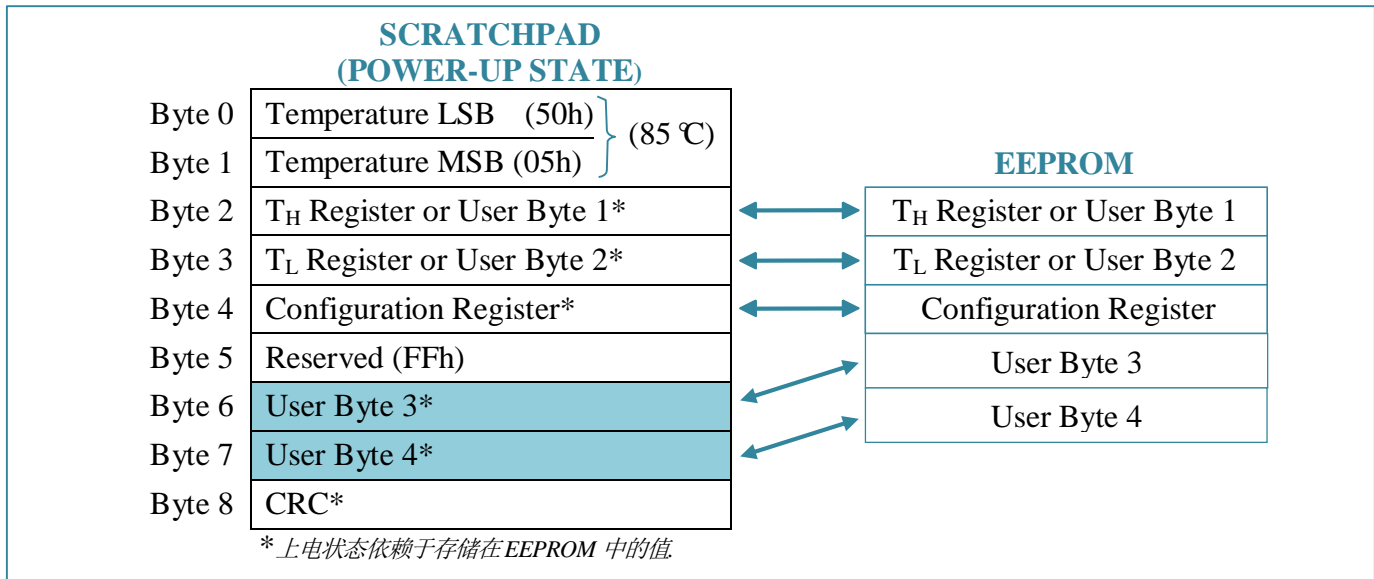 SCRATCHPAD
(POWER-UP STATE)
Byte 0 Temperature LSB (50h)
(85 ℃)
Byte 1 Temperature MSB (05h)
EEPROM
Byte 2 TH Register or User Byte 1* TH Register or User Byte 1
Byte 3 TL Register or User Byte 2* TL Register or User Byte 2
Byte 4 Configuration Register* Configuration Register
Byte 5 Reserved (FFh) User Byte 3
Byte 6 User Byte 3* User Byte 4
Byte 7 User Byte 4*
Byte 8 CRC*
*上电状态依赖于存储在EEPROM 中的值.